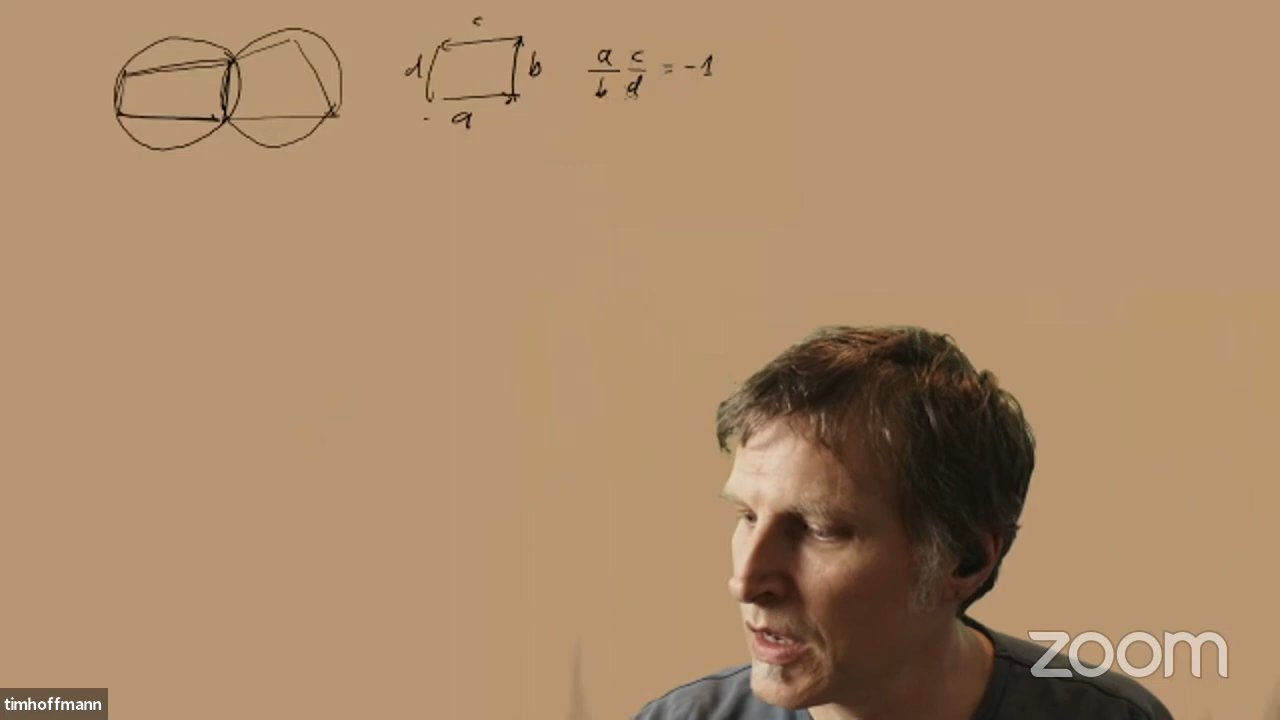 c
d b
a
a/b c/d = -1
zoom
timhoffmann